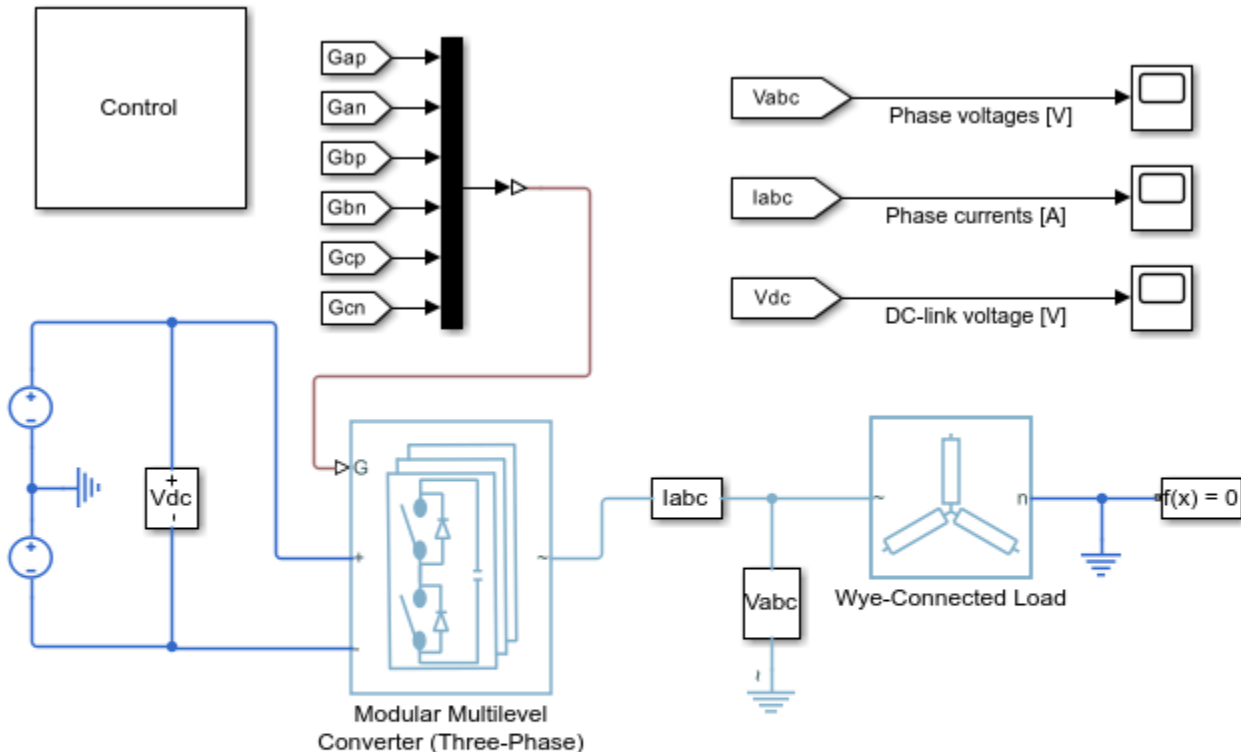 Control
Gap
Gan
Gbp
Gbn
Gcp
Gcn
Vabc
Phase voltages [V]
Iabc
Phase currents [A]
Vdc
DC-link voltage [V]
+
-
+
-
+
Vdc
-
G
+
-
~
Modular Multilevel
Converter (Three-Phase)
Iabc
Vabc
~
~
n
Wye-Connected Load
f(x) = 0